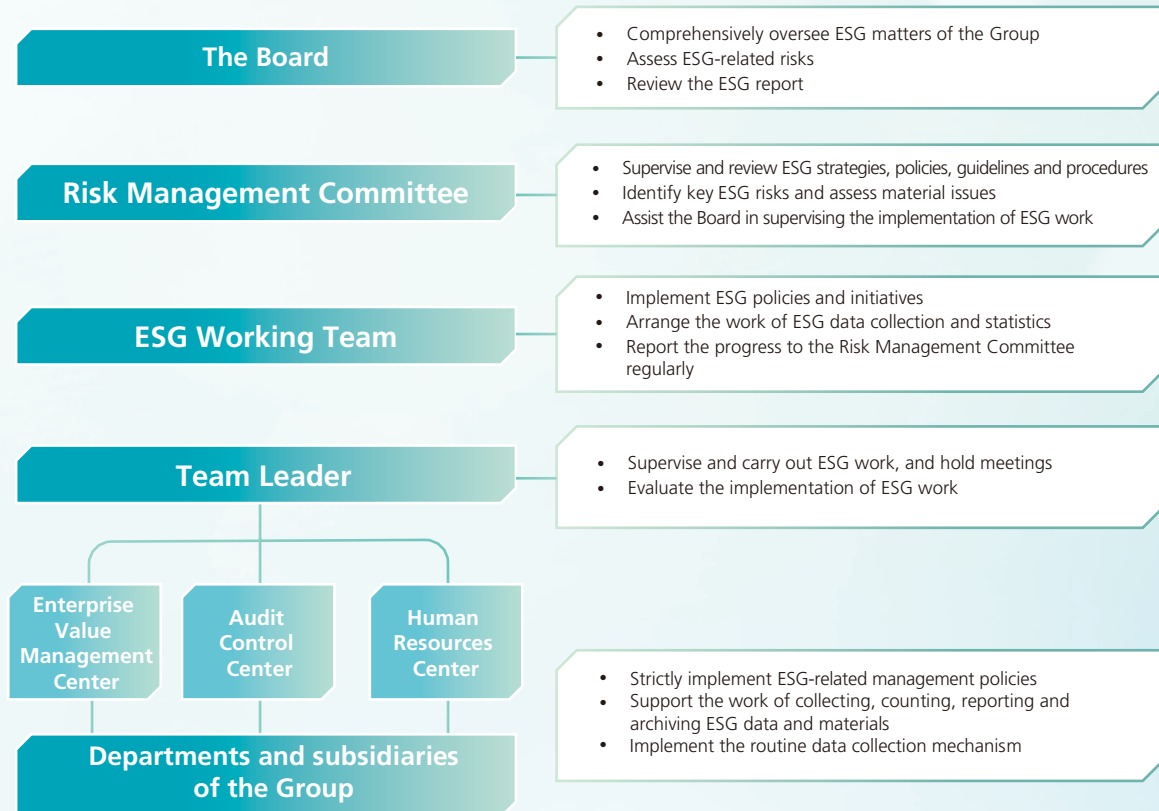 The Board
• Comprehensively oversee ESG matters of the Group
• Assess ESG-related risks
• Review the ESG report
Risk Management Committee
• Supervise and review ESG strategies, policies, guidelines and procedures
• Identify key ESG risks and assess material issues
• Assist the Board in supervising the implementation of ESG work
ESG Working Team
• Implement ESG policies and initiatives
• Arrange the work of ESG data collection and statistics
• Report the progress to the Risk Management Committee
regularly
Team Leader
• Supervise and carry out ESG work, and hold meetings
• Evaluate the implementation of ESG work
Enterprise
Value
Management
Center
Audit
Control
Center
Human
Resources
Center
Departments and subsidiaries
of the Group
• Strictly implement ESG-related management policies
• Support the work of collecting, counting, reporting and
archiving ESG data and materials
• Implement the routine data collection mechanism